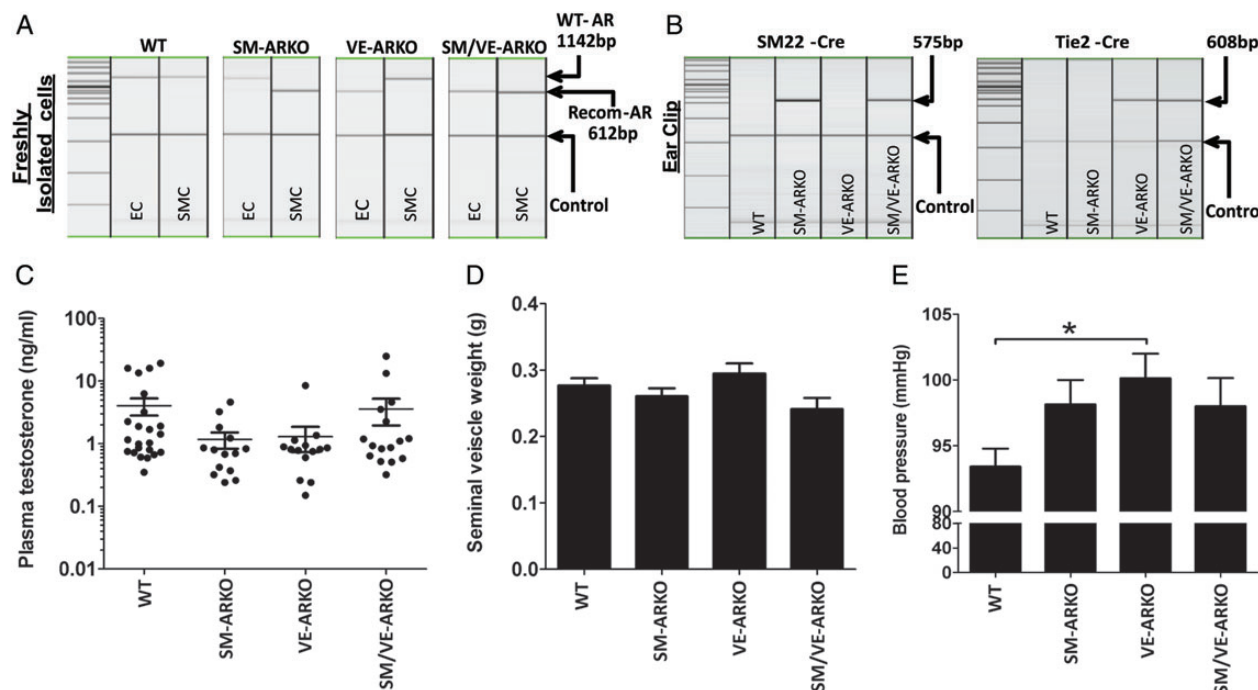 A
WT
SM-ARKO
VE-ARKO
SM/VE-ARKO
WT- AR
1142bp
Recom-AR
612bp
Control
Freshly
Isolated cells
EC
SMC
EC
SMC
EC
SMC
EC
SMC
B
SM22 -Cre
575bp
Tie2 -Cre
608bp
Ear Clip
WT
SM-ARKO
VE-ARKO
SM/VE-ARKO
Control
WT
SM-ARKO
VE-ARKO
SM/VE-ARKO
Control
C
Plasma testosterone (ng/ml)
100
10
1
0.1
0.01
WT
SM-ARKO
VE-ARKO
SM/VE-ARKO
D
Seminal veiscle weight (g)
0.4
0.3
0.2
0.1
0.0
WT
SM-ARKO
VE-ARKO
SM/VE-ARKO
E
Blood pressure (mmHg)
105
100
95
90
80
40
0
*
WT
SM-ARKO
VE-ARKO
SM/VE-ARKO